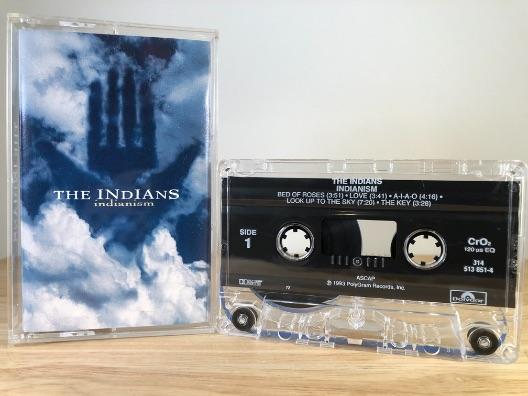 THE INDIANS
indianism
THE INDIANS
INDIANISM
BED OF ROSES (3:51) • LOVE (3:41) • A-I-A-O (4:16) •
LOOK UP TO THE SKY (7:20) • THE KEY (3:26)
SIDE
1
CrO₂
120 µs EQ
314
513 851-4
ASCAP
℗ 1993 PolyGram Records, Inc.
Polydor